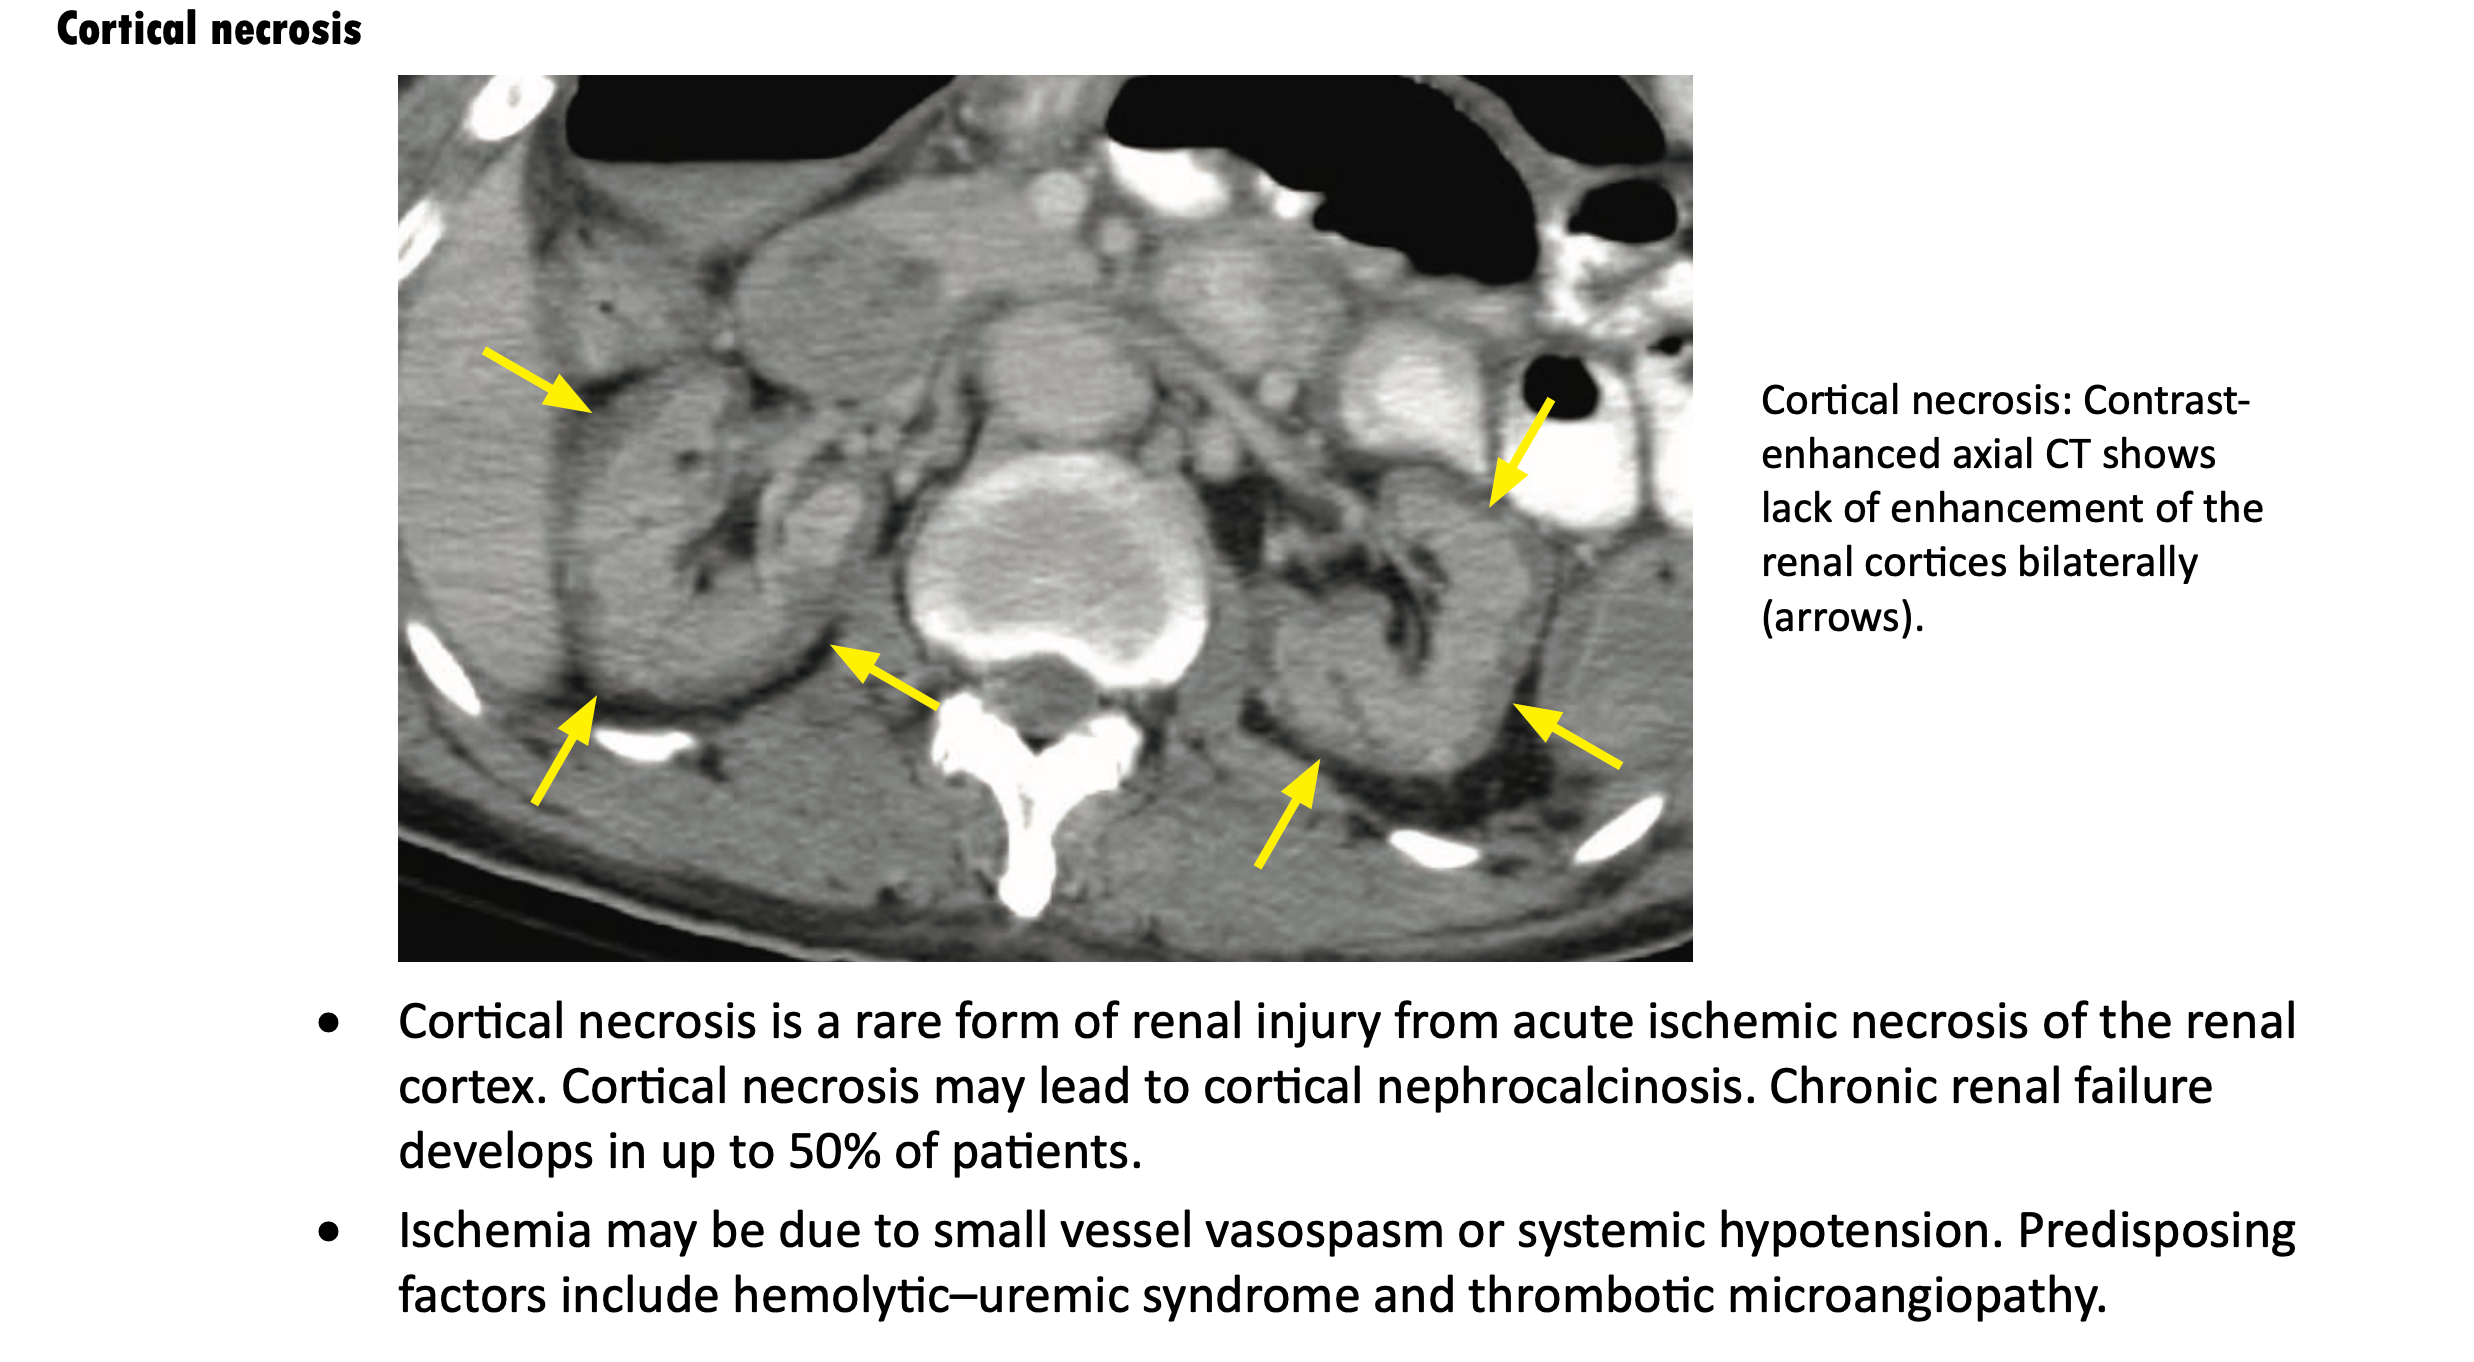 Cortical necrosis
Cortical necrosis: Contrast-
enhanced axial CT shows
lack of enhancement of the
renal cortices bilaterally
(arrows).
• Cortical necrosis is a rare form of renal injury from acute ischemic necrosis of the renal
cortex. Cortical necrosis may lead to cortical nephrocalcinosis. Chronic renal failure
develops in up to 50% of patients.
• Ischemia may be due to small vessel vasospasm or systemic hypotension. Predisposing
factors include hemolytic–uremic syndrome and thrombotic microangiopathy.